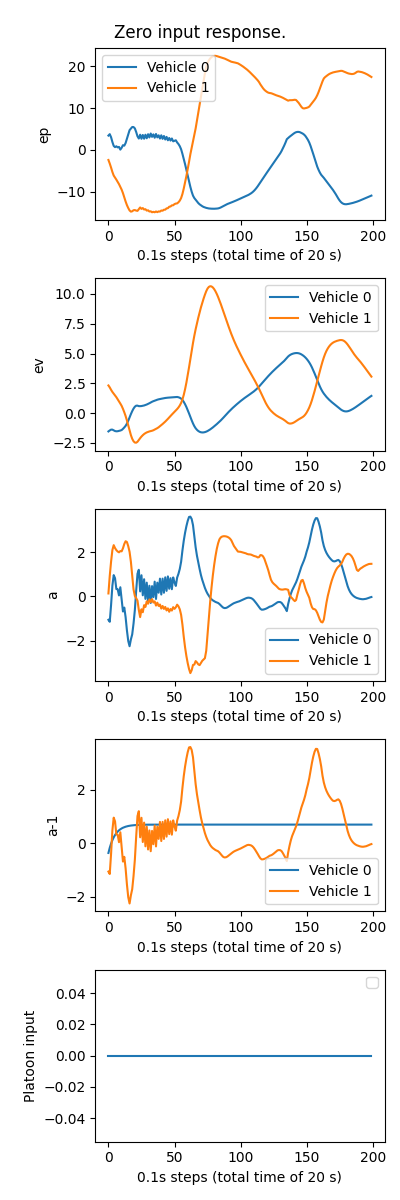 Zero input response.
20
10
0
−10
ep
Vehicle 0
Vehicle 1
0 50 100 150 200
0.1s steps (total time of 20 s)
10.0
7.5
5.0
2.5
0.0
−2.5
ev
Vehicle 0
Vehicle 1
0 50 100 150 200
0.1s steps (total time of 20 s)
2
0
−2
a
Vehicle 0
Vehicle 1
0 50 100 150 200
0.1s steps (total time of 20 s)
2
0
−2
a-1
Vehicle 0
Vehicle 1
0 50 100 150 200
0.1s steps (total time of 20 s)
0.04
0.02
0.00
−0.02
−0.04
Platoon input
0 50 100 150 200
0.1s steps (total time of 20 s)